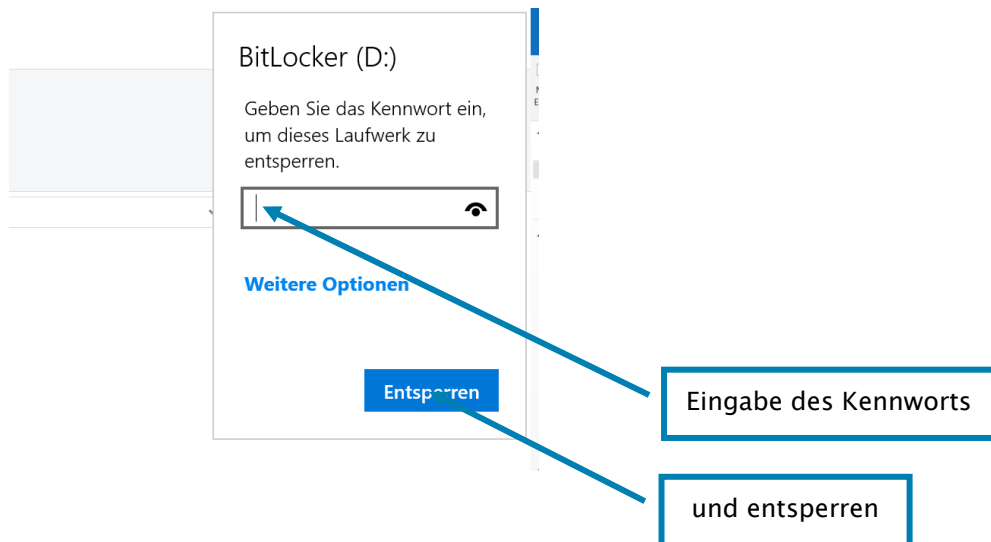 BitLocker (D:)
Geben Sie das Kennwort ein,
um dieses Laufwerk zu
entsperren.
Weitere Optionen
Entsperren
Eingabe des Kennworts
und entsperren